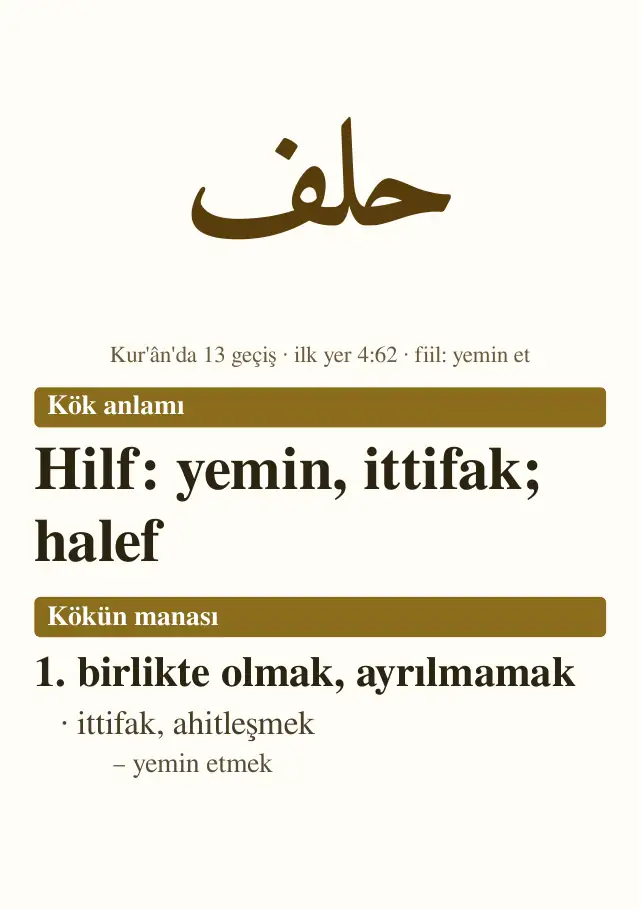 حلف
Kur'ân'da 13 geçiş · ilk yer 4:62 · fiil: yemin et
Kök anlamı
Hilf: yemin, ittifak;
halef
Kökün manası
1. birlikte olmak, ayrılmamak
· ittifak, ahitleşmek
– yemin etmek